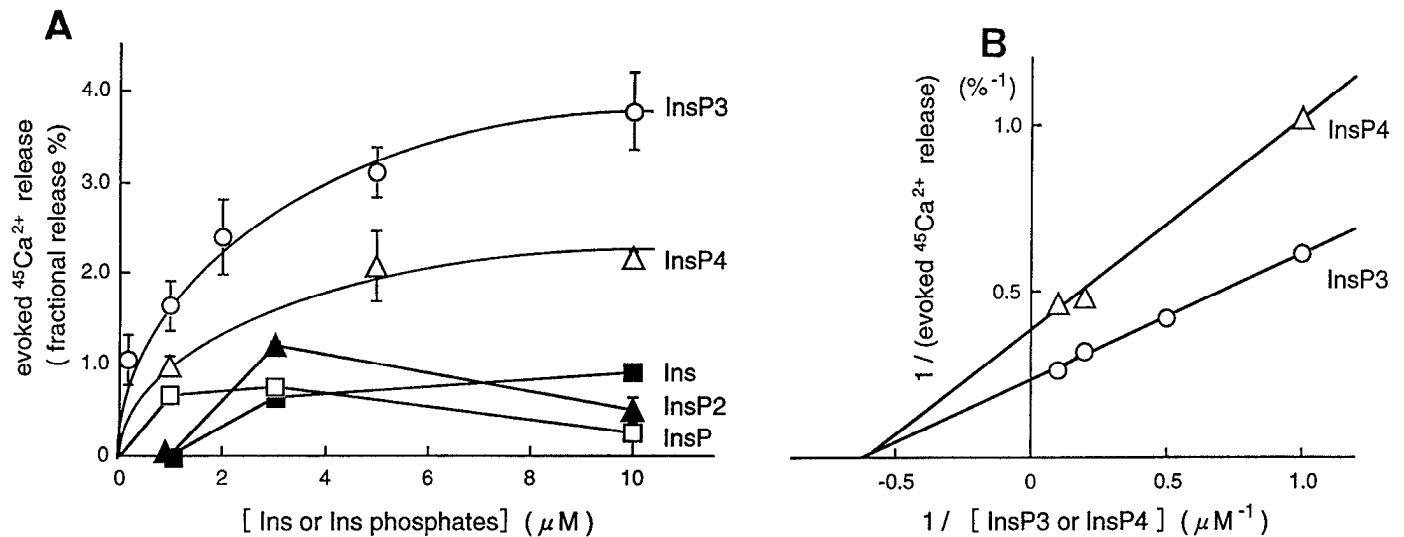 A
evoked ⁴⁵Ca²⁺ release
( fractional release %)
4.0
3.0
2.0
1.0
0
0 2 4 6 8 10
[ Ins or Ins phosphates] ( μM )
InsP3
InsP4
Ins
InsP2
InsP
B
1 / (evoked ⁴⁵Ca²⁺ release)
(%⁻¹)
1.0
0.5
-0.5 0 0.5 1.0
1 / [ InsP3 or InsP4 ] ( μM⁻¹ )
InsP4
InsP3